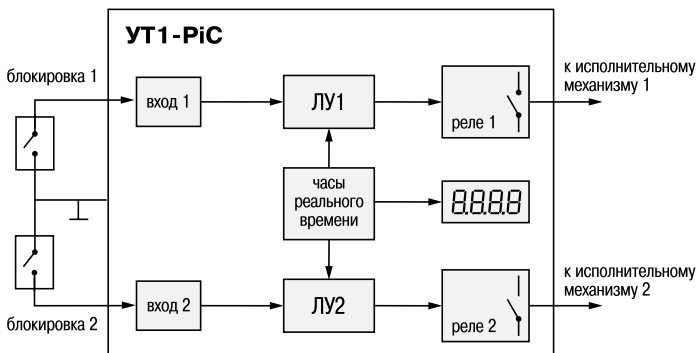 УТ1-PiC
блокировка 1
вход 1
ЛУ1
реле 1
к исполнительному
механизму 1
часы
реального
времени
8.8.8.8
блокировка 2
вход 2
ЛУ2
реле 2
к исполнительному
механизму 2